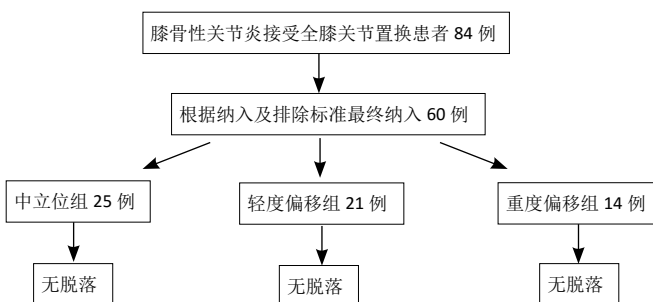 膝骨性关节炎接受全膝关节置换患者 84 例
根据纳入及排除标准最终纳入 60 例
中立位组 25 例
轻度偏移组 21 例
重度偏移组 14 例
无脱落
无脱落
无脱落